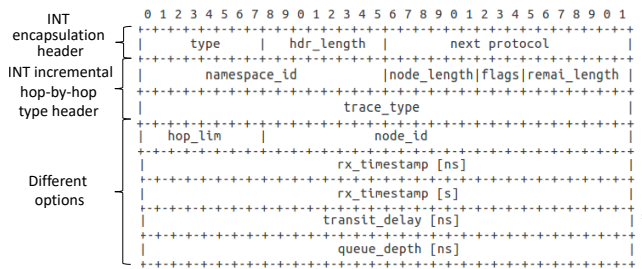 0 1 2 3 4 5 6 7 8 9 0 1 2 3 4 5 6 7 8 9 0 1 2 3 4 5 6 7 8 9 0 1
INT encapsulation header
+-+-+-+-+-+-+-+-+-+-+-+-+-+-+-+-+-+-+-+-+-+-+-+-+-+-+-+-+-+-+-+-+
| type | hdr_length | next protocol |
+-+-+-+-+-+-+-+-+-+-+-+-+-+-+-+-+-+-+-+-+-+-+-+-+-+-+-+-+-+-+-+-+
INT incremental hop-by-hop type header
| namespace_id |node_length|flags|remai_length |
+-+-+-+-+-+-+-+-+-+-+-+-+-+-+-+-+-+-+-+-+-+-+-+-+-+-+-+-+-+-+-+-+
| trace_type |
+-+-+-+-+-+-+-+-+-+-+-+-+-+-+-+-+-+-+-+-+-+-+-+-+-+-+-+-+-+-+-+-+
Different options
| hop_lim | node_id |
+-+-+-+-+-+-+-+-+-+-+-+-+-+-+-+-+-+-+-+-+-+-+-+-+-+-+-+-+-+-+-+-+
| rx_timestamp [ns] |
+-+-+-+-+-+-+-+-+-+-+-+-+-+-+-+-+-+-+-+-+-+-+-+-+-+-+-+-+-+-+-+-+
| rx_timestamp [s] |
+-+-+-+-+-+-+-+-+-+-+-+-+-+-+-+-+-+-+-+-+-+-+-+-+-+-+-+-+-+-+-+-+
| transit_delay [ns] |
+-+-+-+-+-+-+-+-+-+-+-+-+-+-+-+-+-+-+-+-+-+-+-+-+-+-+-+-+-+-+-+-+
| queue_depth [ns] |
+-+-+-+-+-+-+-+-+-+-+-+-+-+-+-+-+-+-+-+-+-+-+-+-+-+-+-+-+-+-+-+-+